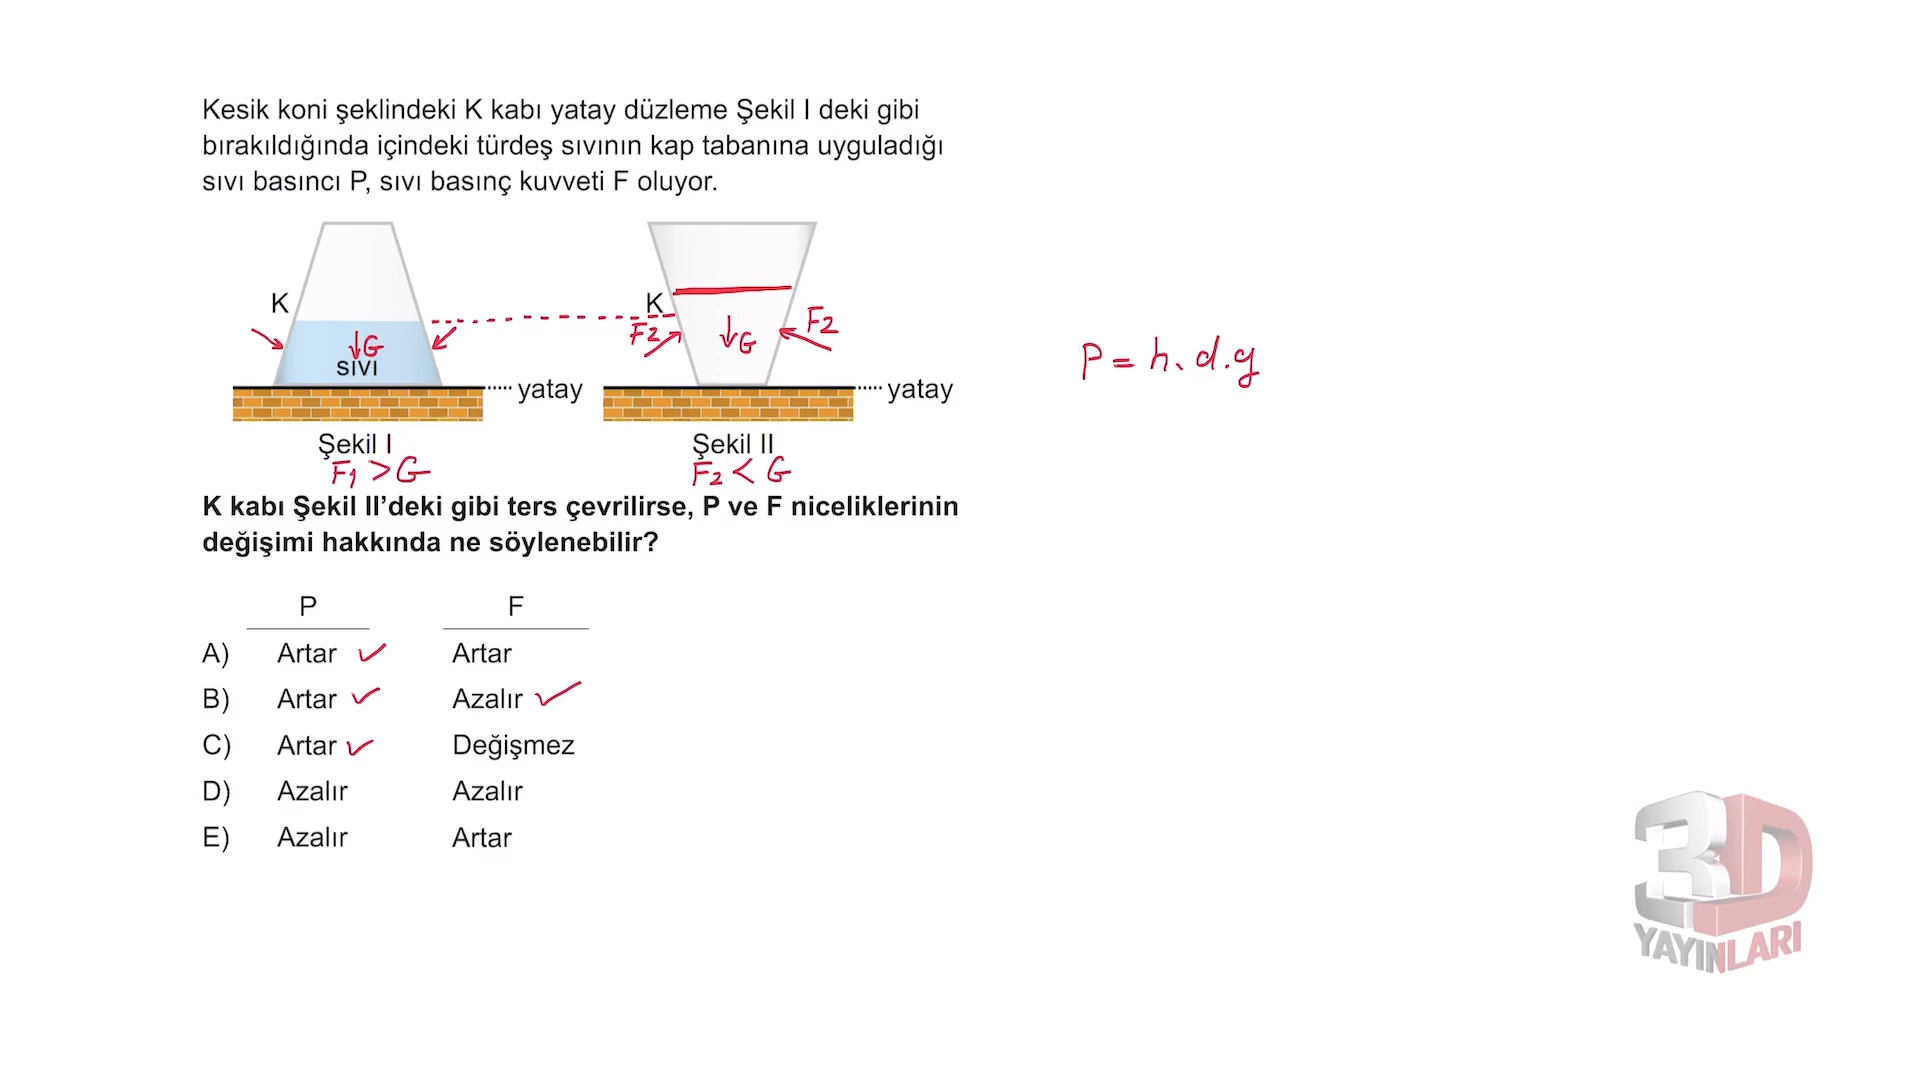 Kesik koni şeklindeki K kabı yatay düzleme Şekil I deki gibi
bırakıldığında içindeki türdeş sıvının kap tabanına uyguladığı
sıvı basıncı P, sıvı basınç kuvveti F oluyor.
K
K
F2
F2
G
G
sıvı
P = h.d.g
yatay
yatay
Şekil I
Şekil II
F1 > G
F2 < G
K kabı Şekil II’deki gibi ters çevrilirse, P ve F niceliklerinin
değişimi hakkında ne söylenebilir?
P F
A) Artar ✓ Artar
B) Artar ✓ Azalır ✓
C) Artar ✓ Değişmez
D) Azalır Azalır
E) Azalır Artar
3D
YAYINLARI